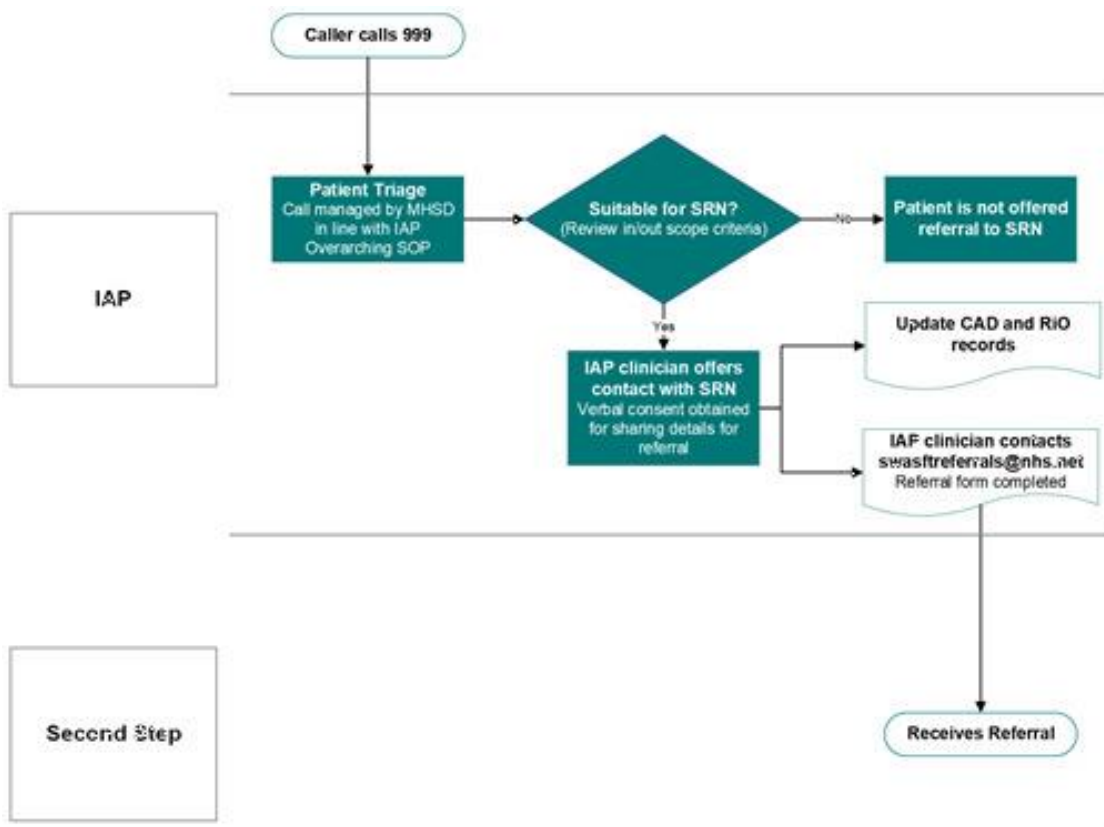 Caller calls 999
Patient Triage
Call managed by MHSD
in line with IAP
Overarching SOP
Suitable for SRN?
(Review in/out scope criteria)
No
Patient is not offered
referral to SRN
IAP
Yes
Update CAD and RiO
records
IAP clinician offers
contact with SRN
Verbal consent obtained
for sharing details for
referral
IAP clinician contacts
swasftreferrals@nhs.net
Referral form completed
Second Step
Receives Referral